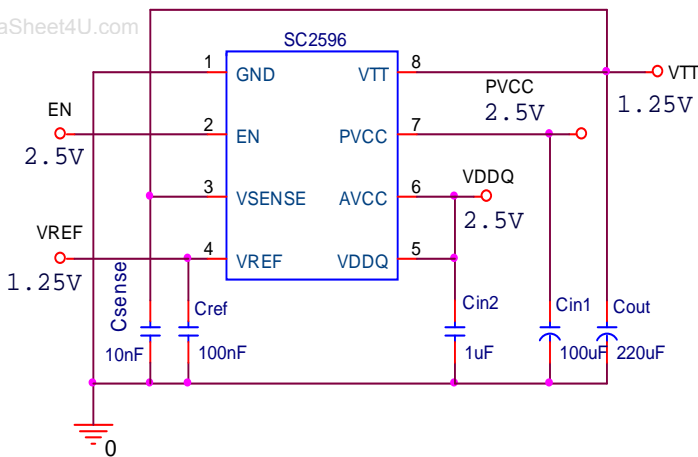 aSheet4U.com
SC2596
1 GND VTT 8
VTT
1.25V
PVCC
2.5V
EN
2.5V
2 EN PVCC 7
VDDQ
2.5V
3 VSENSE AVCC 6
VREF
1.25V
4 VREF VDDQ 5
Csense
10nF
Cref
100nF
Cin2
1uF
Cin1
100uF
Cout
220uF
0